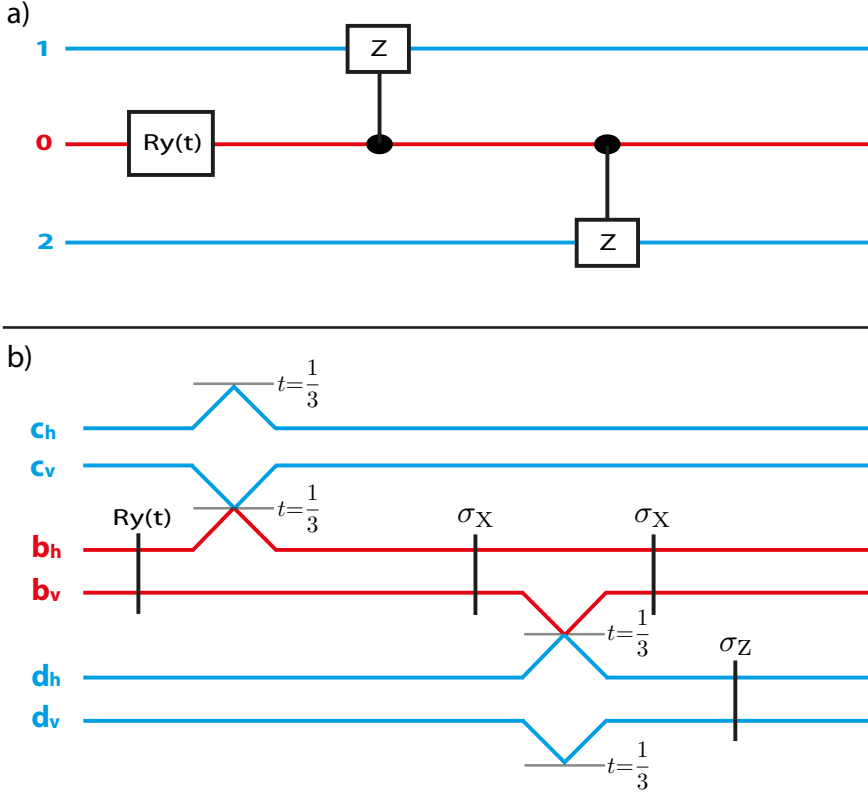 a)
1
Z
0
Ry(t)
2
Z
b)
t=1/3
ch
cv
t=1/3
Ry(t)
σX
σX
bh
bv
t=1/3
σZ
dh
dv
t=1/3